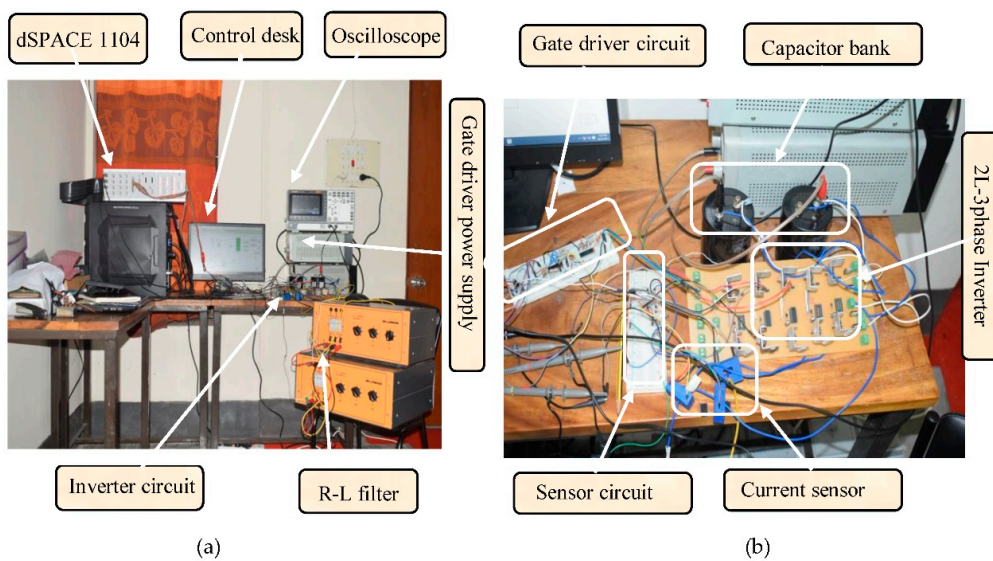 dSPACE 1104
Control desk
Oscilloscope
Gate driver power supply
Inverter circuit
R-L filter
(a)
Gate driver circuit
Capacitor bank
2L-3phase Inverter
Sensor circuit
Current sensor
(b)